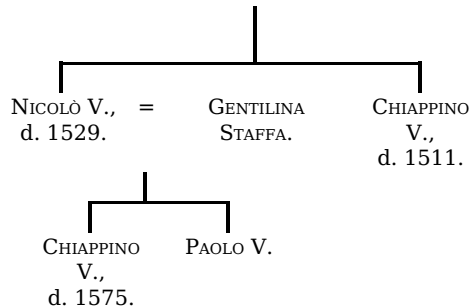 Nicolò V., = Gentilina Chiappino
d. 1529. Staffa. V.,
d. 1511.
Chiappino Paolo V.
V.,
d. 1575.